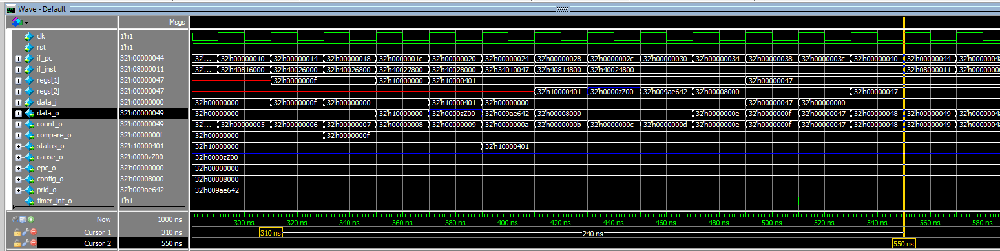 Wave - Default
Msgs
clk 1'h1
rst 1'h1
if_pc 32'h00000044 32'... 32'h00000010 32'h00000014 32'h00000018 32'h0000001c 32'h00000020 32'h00000024 32'h00000028 32'h0000002c 32'h00000030 32'h00000034 32'h00000038 32'h0000003c 32'h00000040 32'h00000044 32'h00000048
if_inst 32'h08000011 32'... 32'h40816000 32'h40026000 32'h40026800 32'h40027800 32'h40028000 32'h34010047 32'h40814800 32'h40024800 32'h08000011 32'h00000000
regs[1] 32'h00000047 32'h0000000f 32'h10000000 32'h10000401 32'h00000047
regs[2] 32'h00000047 32'h10000401 32'h0000zZ00 32'h009ae642 32'h00008000 32'h00000047
data_i 32'h00000000 32'h00000000 32'h0000000f 32'h00000000 32'h10000401 32'h00000000 32'h00000047 32'h00000000
data_o 32'h00000049 32'h00000000 32'h10000000 32'h0000zZ00 32'h009ae642 32'h00008000 32'h0000000e 32'h0000000f 32'h00000047 32'h00000048 32'h00000049 32'h0000004a
count_o 32'h00000049 32'... 32'h00000005 32'h00000006 32'h00000007 32'h00000008 32'h00000009 32'h0000000a 32'h0000000b 32'h0000000c 32'h0000000d 32'h0000000e 32'h0000000f 32'h00000047 32'h00000048 32'h00000049 32'h0000004a
compare_o 32'h0000000f 32'h00000000 32'h0000000f
status_o 32'h10000401 32'h10000000 32'h10000401
cause_o 32'h0000zZ00 32'h0000zZ00
epc_o 32'h00000000 32'h00000000
config_o 32'h00008000 32'h00008000
prid_o 32'h009ae642 32'h009ae642
timer_int_o 1'h1
Now 1000 ns 300 ns 320 ns 340 ns 360 ns 380 ns 400 ns 420 ns 440 ns 460 ns 480 ns 500 ns 520 ns 540 ns 560 ns 580 ns
Cursor 1 310 ns 310 ns 240 ns
Cursor 2 550 ns 550 ns